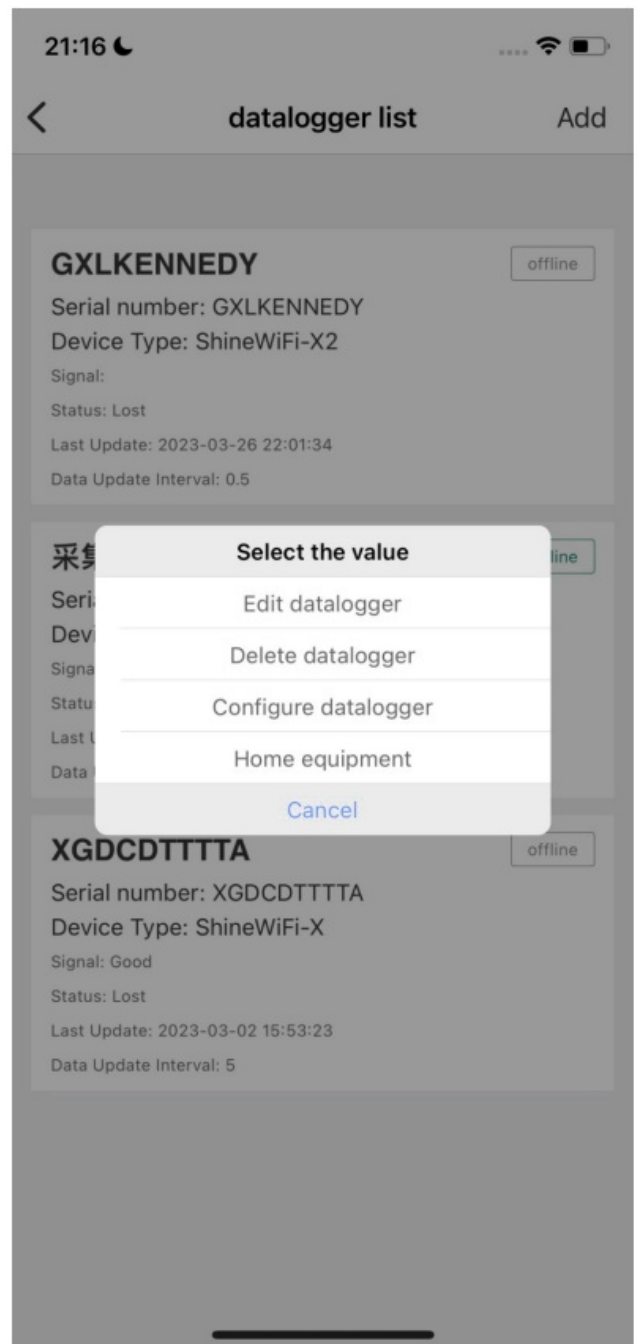 21:16
datalogger list
Add
GXLKENNEDY
offline
Serial number: GXLKENNEDY
Device Type: ShineWiFi-X2
Signal:
Status: Lost
Last Update: 2023-03-26 22:01:34
Data Update Interval: 0.5
采集
line
Seri
Devi
Signa
Statu
Last
Data
Select the value
Edit datalogger
Delete datalogger
Configure datalogger
Home equipment
Cancel
XGDCDTTTTA
offline
Serial number: XGDCDTTTTA
Device Type: ShineWiFi-X
Signal: Good
Status: Lost
Last Update: 2023-03-02 15:53:23
Data Update Interval: 5